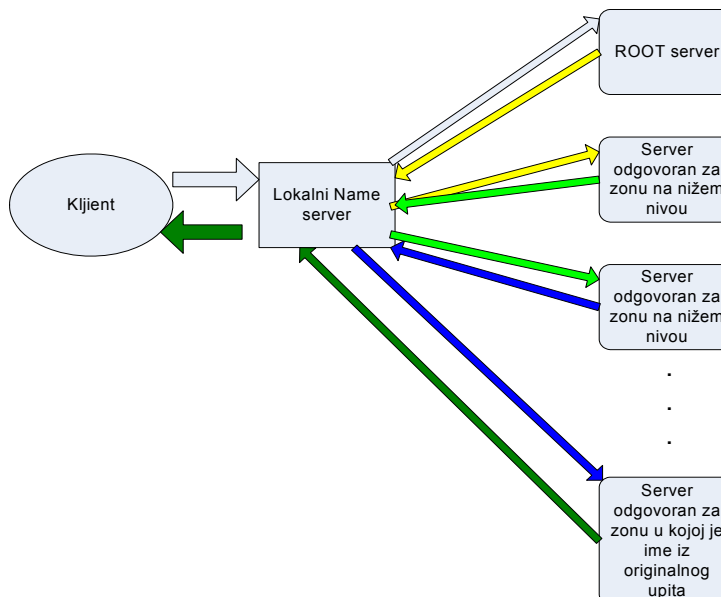 ROOT server
Server
odgovoran za
zonu na nižem
nivou
Kljient
Lokalni Name
server
Server
odgovoran za
zonu na nižem
nivou
.
.
.
Server
odgovoran za
zonu u kojoj je
ime iz
originalnog
upita